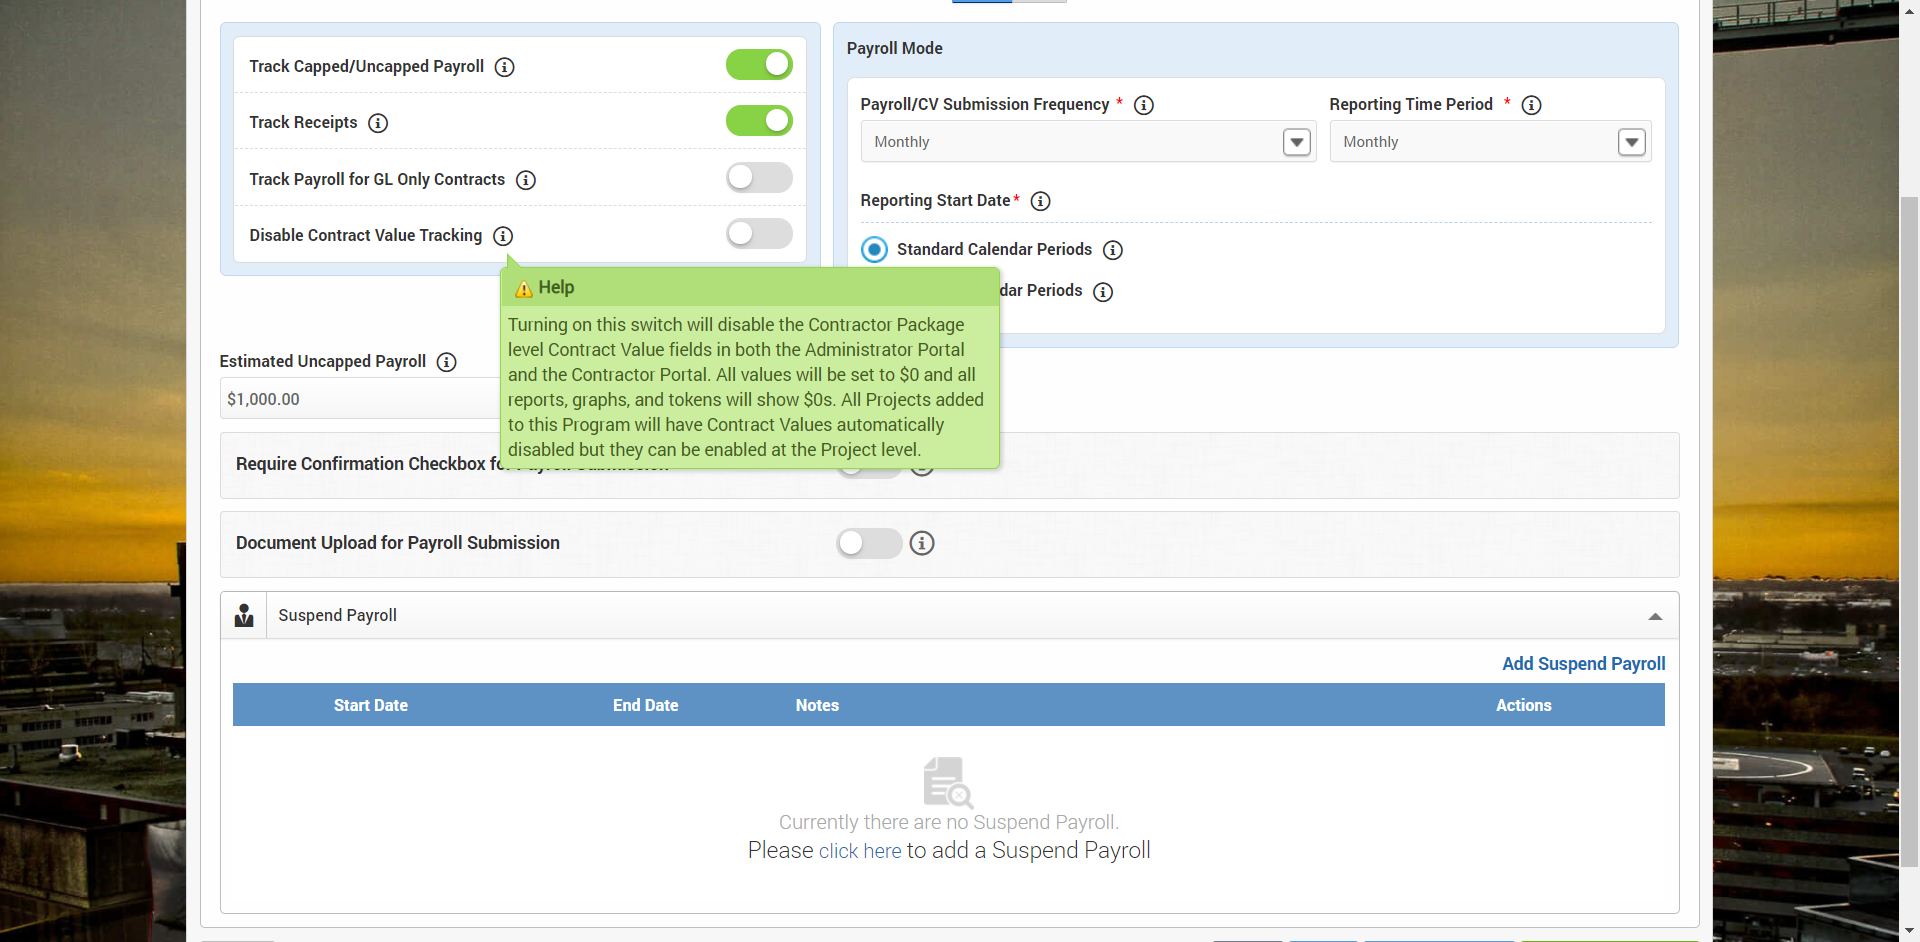 Track Capped/Uncapped Payroll
Track Receipts
Track Payroll for GL Only Contracts
Disable Contract Value Tracking
Payroll Mode
Payroll/CV Submission Frequency *
Reporting Time Period *
Monthly
Monthly
Reporting Start Date*
Standard Calendar Periods
dar Periods
Help
Turning on this switch will disable the Contractor Package
level Contract Value fields in both the Administrator Portal
and the Contractor Portal. All values will be set to $0 and all
reports, graphs, and tokens will show $0s. All Projects added
to this Program will have Contract Values automatically
disabled but they can be enabled at the Project level.
Estimated Uncapped Payroll
$1,000.00
Require Confirmation Checkbox for Payroll Submission
Document Upload for Payroll Submission
Suspend Payroll
Add Suspend Payroll
Start Date End Date Notes Actions
Currently there are no Suspend Payroll.
Please click here to add a Suspend Payroll